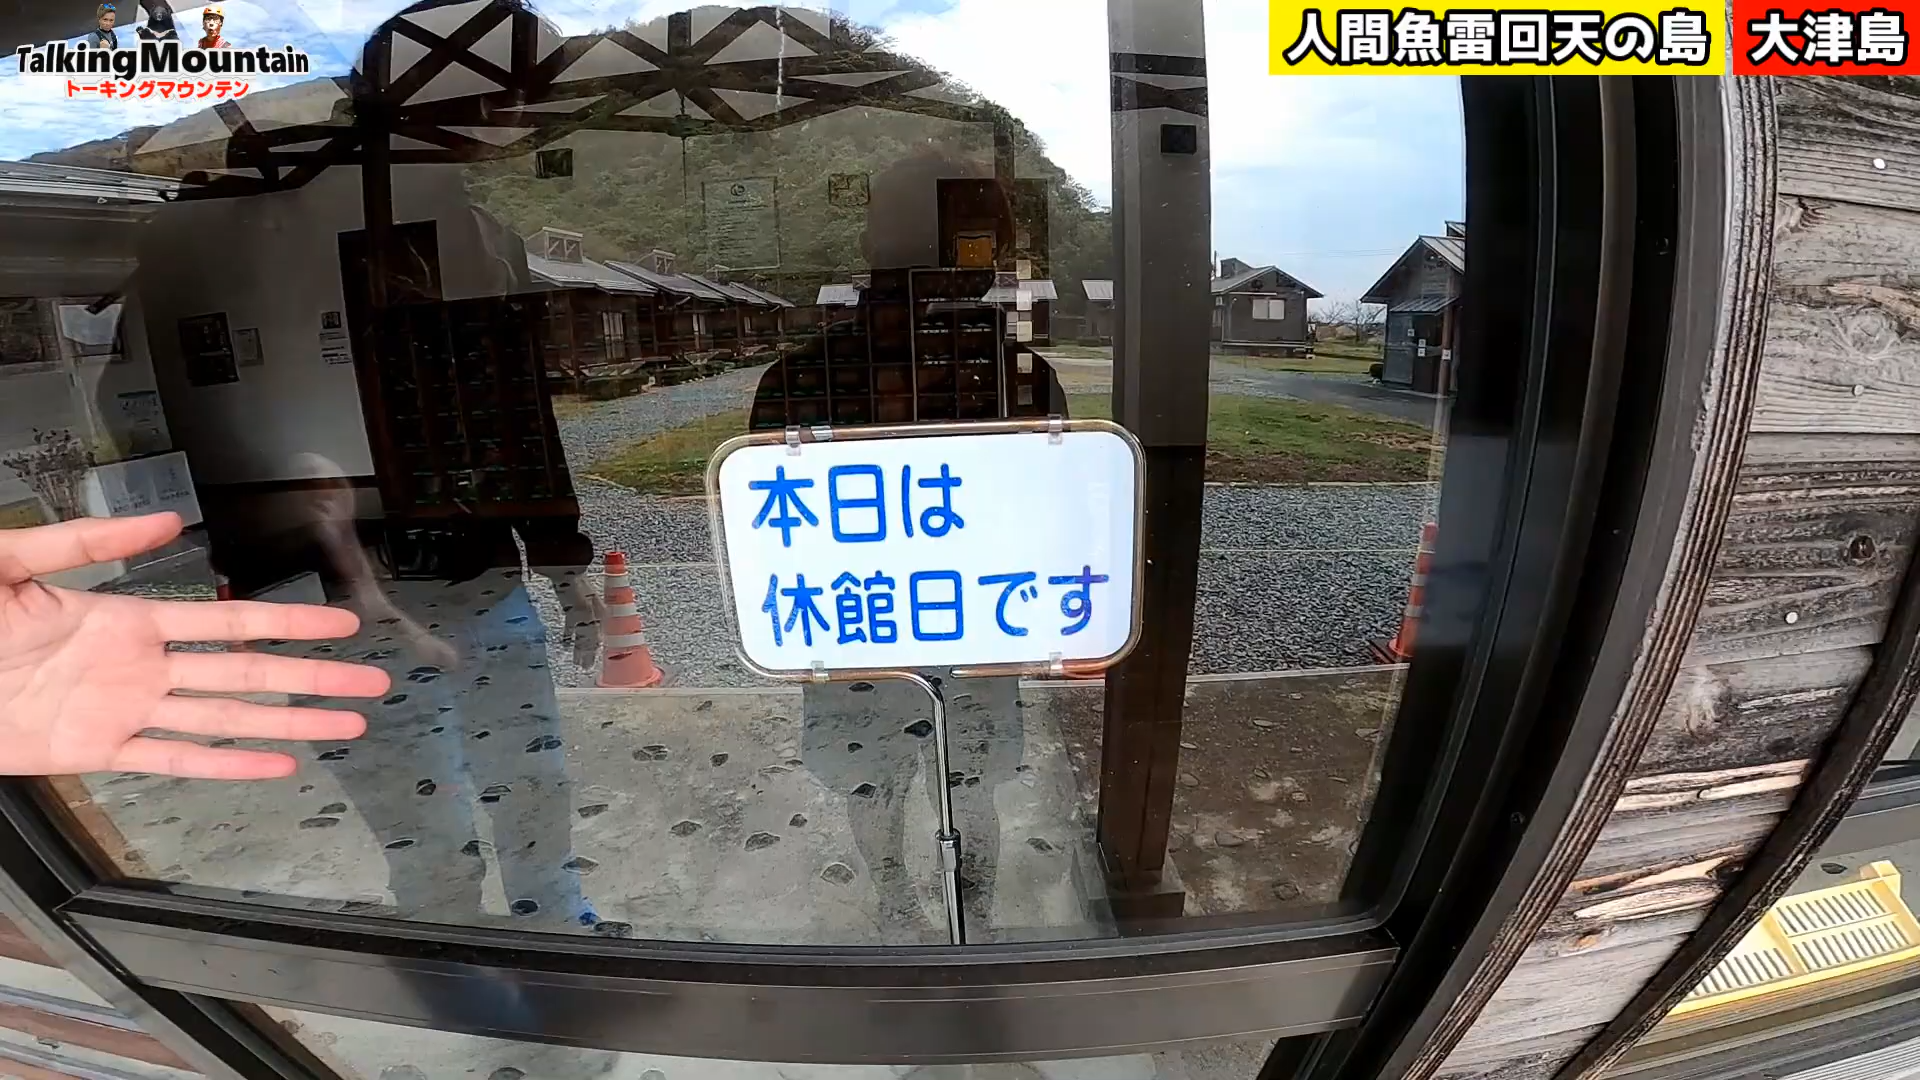 TalkingMountain
トーキングマウンテン
人間魚雷回天の島 大津島
本日は
休館日です